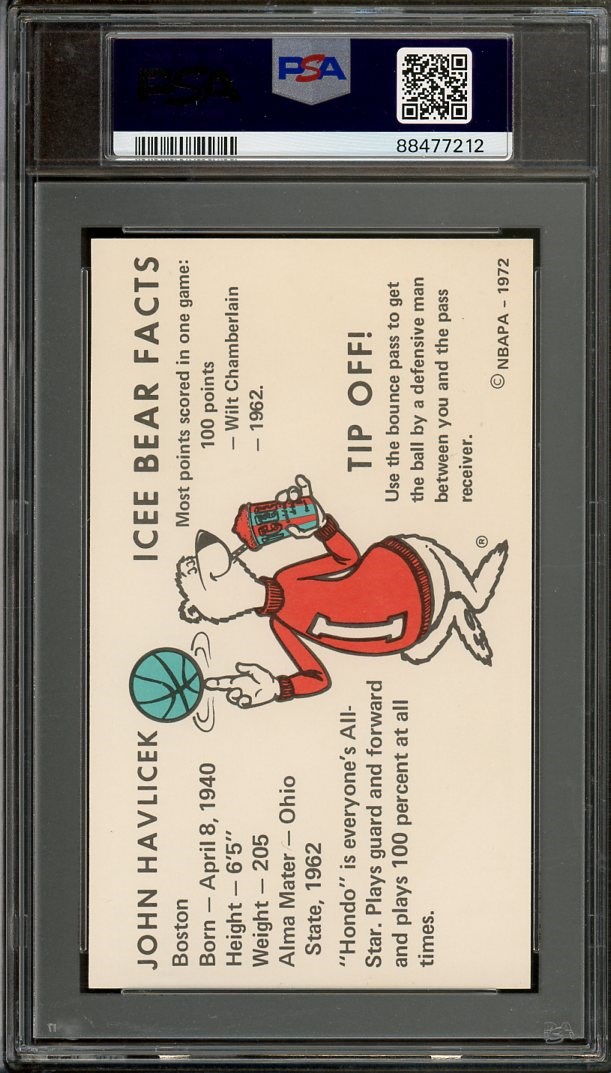 PSA
PSA
88477212
JOHN HAVLICEK
Boston
Born — April 8, 1940
Height — 6'5"
Weight — 205
Alma Mater — Ohio
State, 1962
"Hondo" is everyone's All-
Star. Plays guard and forward
and plays 100 percent at all
times.
1
®
ICEE BEAR FACTS
Most points scored in one game:
100 points
— Wilt Chamberlain
— 1962.
TIP OFF!
Use the bounce pass to get
the ball by a defensive man
between you and the pass
receiver.
© NBAPA - 1972
PSA